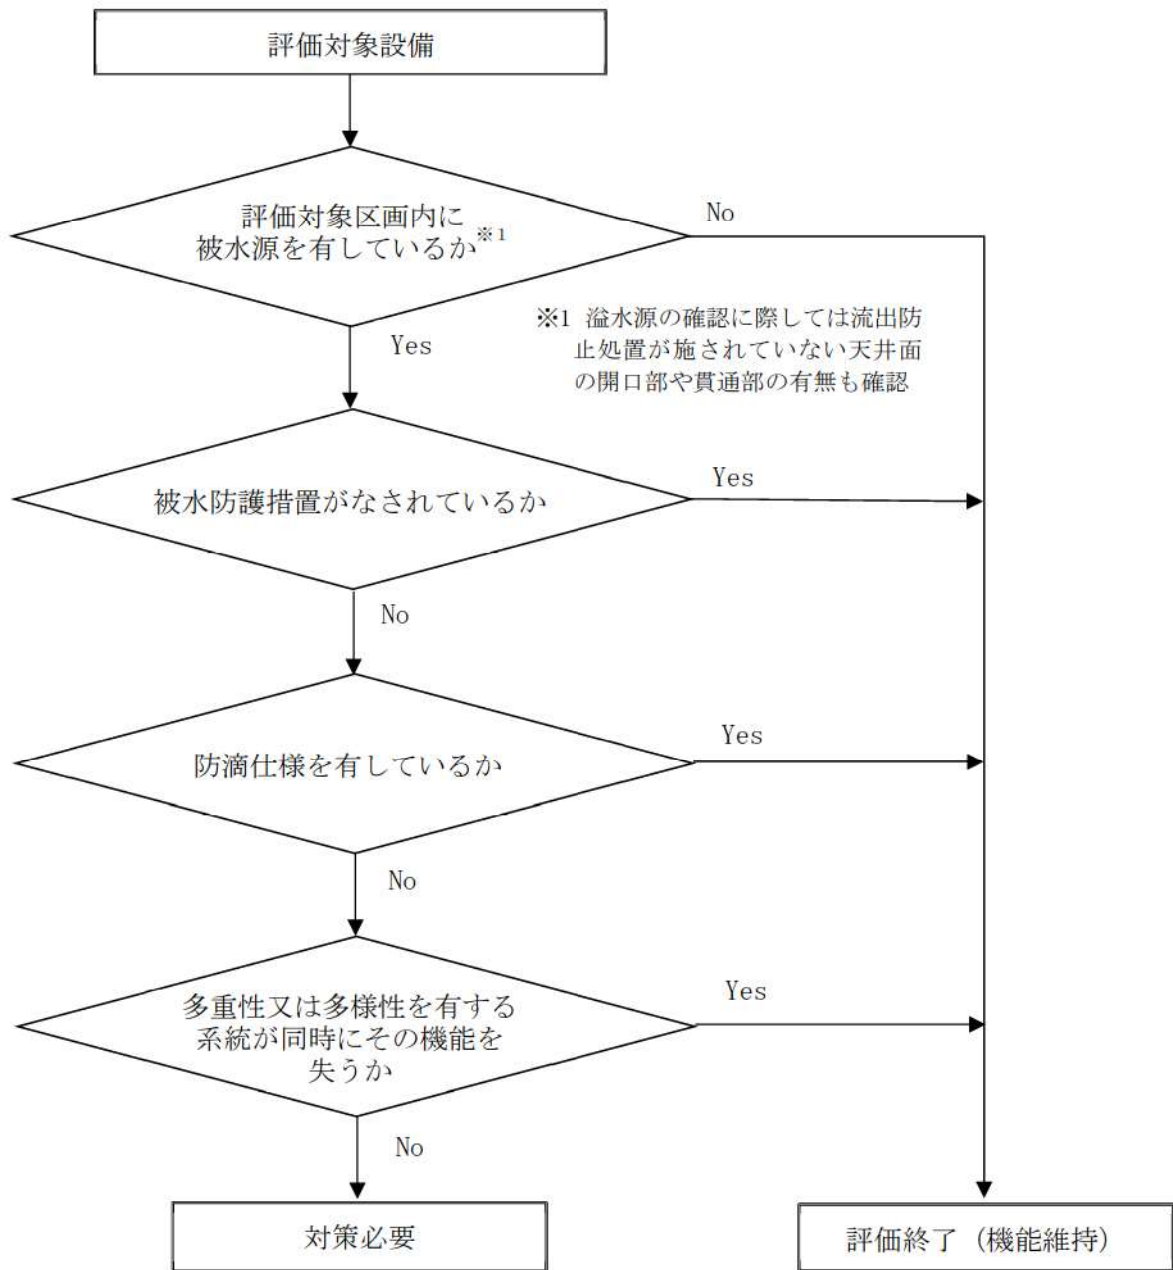 評価対象設備
評価対象区画内に
被水源を有しているか※1
No
※1 溢水源の確認に際しては流出防
止処置が施されていない天井面
の開口部や貫通部の有無も確認
Yes
被水防護措置がなされているか
Yes
No
防滴仕様を有しているか
Yes
No
多重性又は多様性を有する
系統が同時にその機能を
失うか
Yes
No
対策必要
評価終了（機能維持）